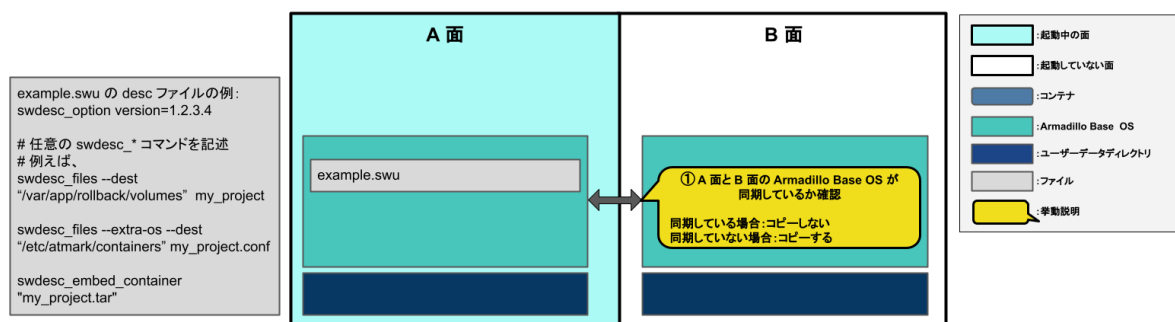 example.swu の desc ファイルの例：
swdesc_option version=1.2.3.4
# 任意の swdesc_* コマンドを記述
# 例えば、
swdesc_files --dest
“/var/app/rollback/volumes” my_project
swdesc_files --extra-os --dest
“/etc/atmark/containers” my_project.conf
swdesc_embed_container
"my_project.tar"
A 面
example.swu
B 面
① A 面と B 面の Armadillo Base OS が
同期しているか確認
同期している場合：コピーしない
同期していない場合：コピーする
：起動中の面
：起動していない面
：コンテナ
：Armadillo Base OS
：ユーザーデータディレクトリ
：ファイル
：挙動説明